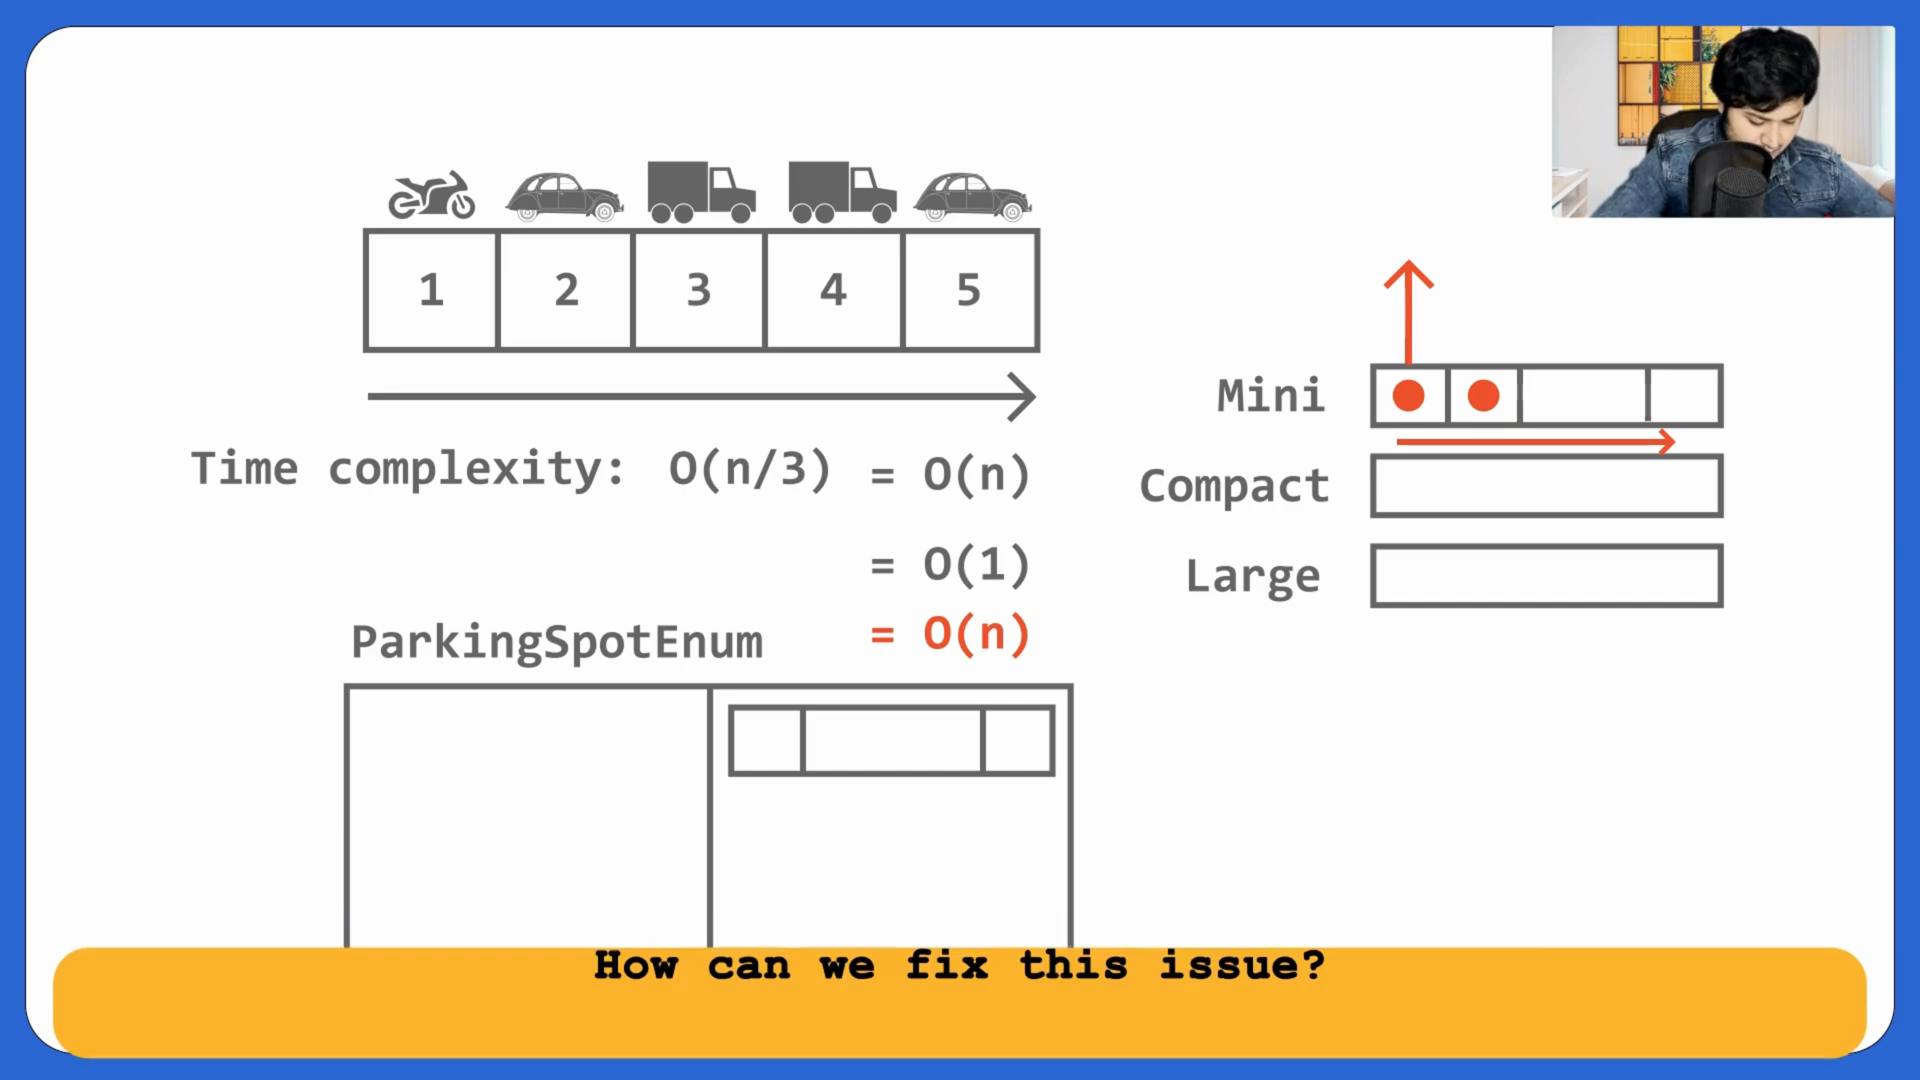 1 2 3 4 5
Mini
Time complexity: O(n/3) = O(n)
Compact
= O(1)
Large
= O(n)
ParkingSpotEnum
How can we fix this issue?